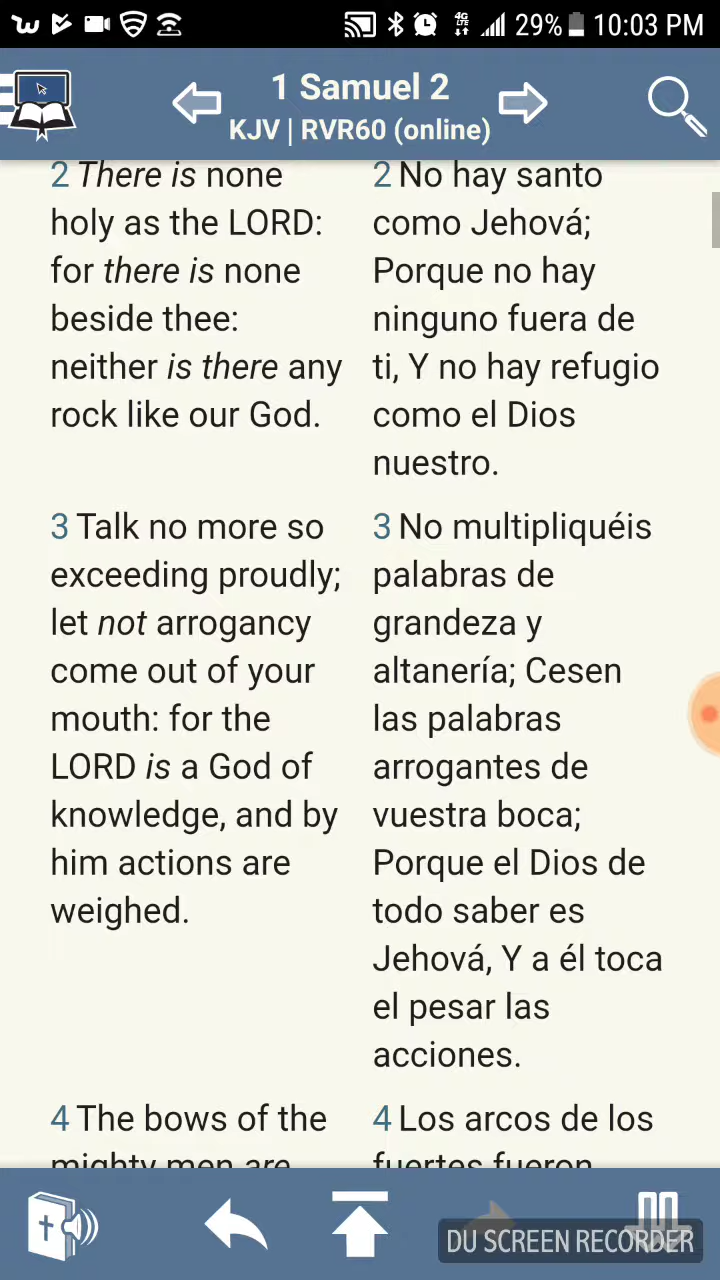 29% 10:03 PM
1 Samuel 2
KJV | RVR60 (online)
2 There is none
holy as the LORD:
for there is none
beside thee:
neither is there any
rock like our God.
3 Talk no more so
exceeding proudly;
let not arrogancy
come out of your
mouth: for the
LORD is a God of
knowledge, and by
him actions are
weighed.
4 The bows of the
mighty men are
2 No hay santo
como Jehová;
Porque no hay
ninguno fuera de
ti, Y no hay refugio
como el Dios
nuestro.
3 No multipliquéis
palabras de
grandeza y
altanería; Cesen
las palabras
arrogantes de
vuestra boca;
Porque el Dios de
todo saber es
Jehová, Y a él toca
el pesar las
acciones.
4 Los arcos de los
fuertes fueron
DU SCREEN RECORDER